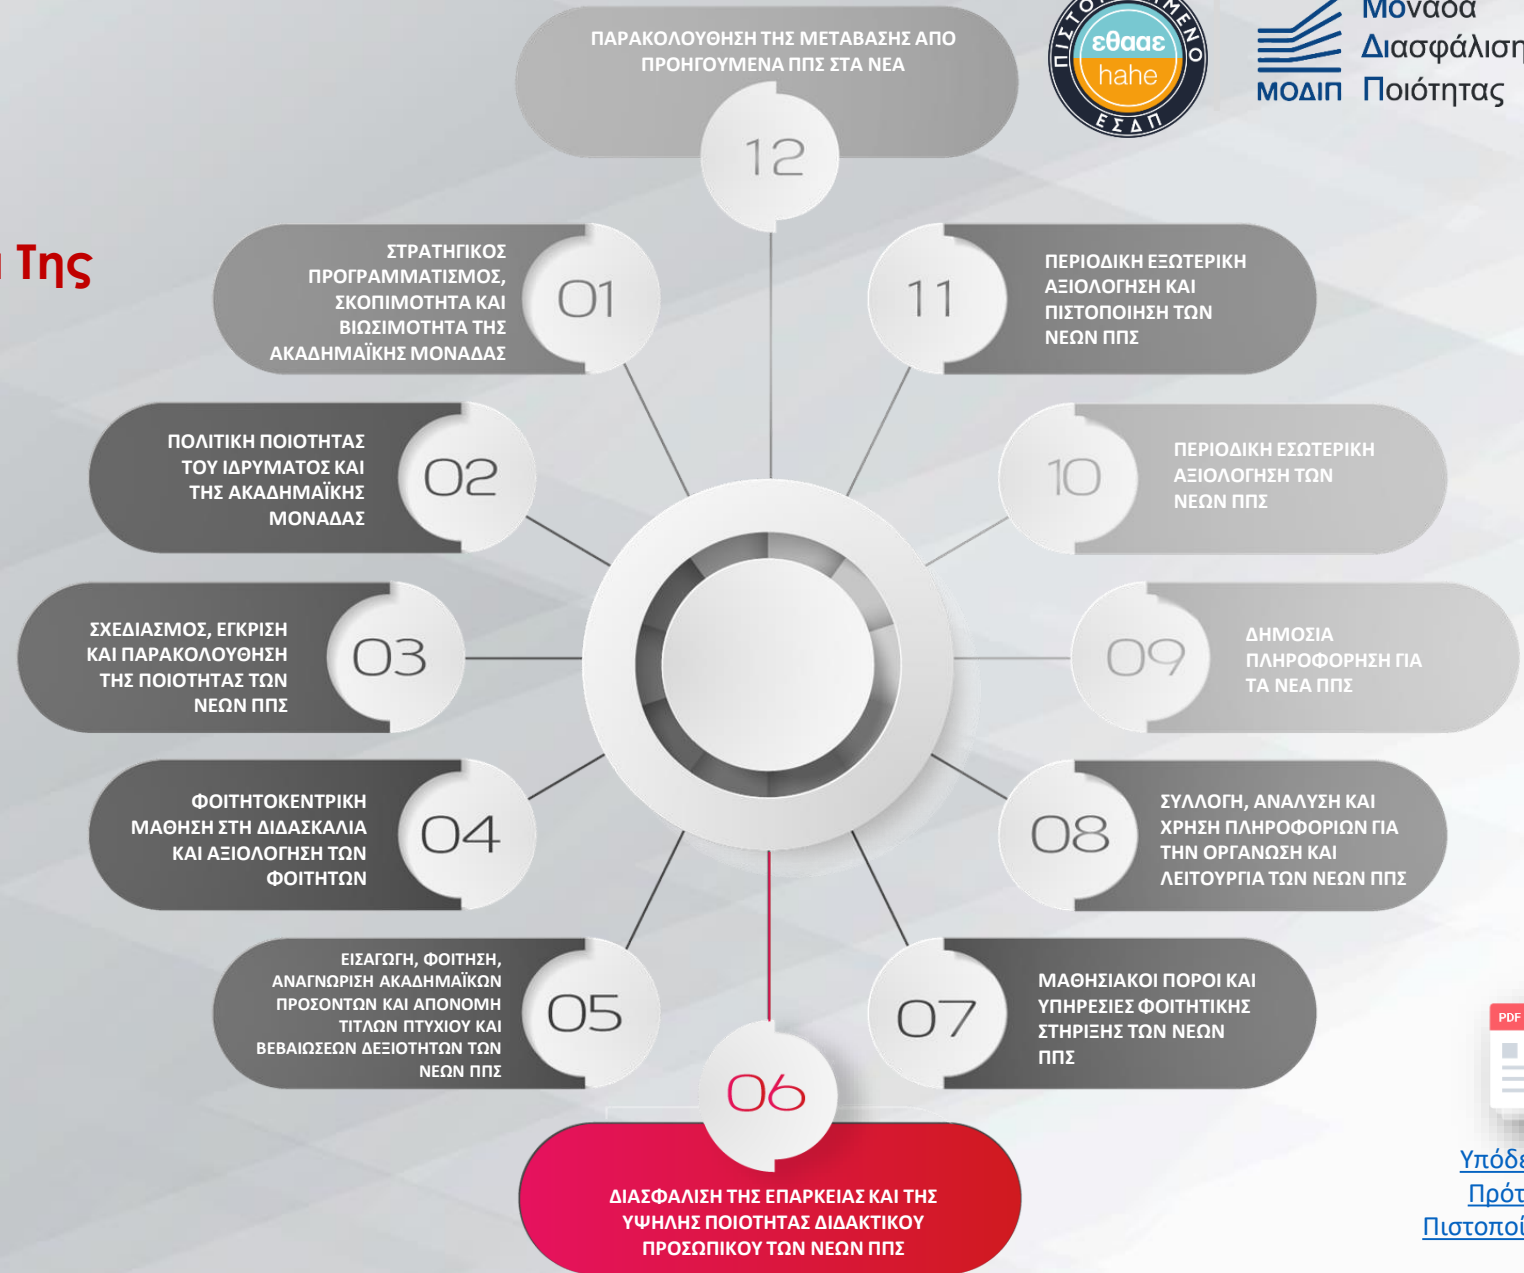 ΠΑΡΑΚΟΛΟΥΘΗΣΗ ΤΗΣ ΜΕΤΑΒΑΣΗΣ ΑΠΟ
ΠΡΟΗΓΟΥΜΕΝΑ ΠΠΣ ΣΤΑ ΝΕΑ
12
εθααε
hahe
ΕΣΔΠ
Μονάδα
ΜΟΔΙΠ Ποιότητας
Της
ΣΤΡΑΤΗΓΙΚΟΣ
ΠΡΟΓΡΑΜΜΑΤΙΣΜΟΣ,
ΣΚΟΠΙΜΟΤΗΤΑ ΚΑΙ
ΒΙΩΣΙΜΟΤΗΤΑ ΤΗΣ
ΑΚΑΔΗΜΑΪΚΗΣ ΜΟΝΑΔΑΣ
01
11
ΠΕΡΙΟΔΙΚΗ ΕΞΩΤΕΡΙΚΗ
ΑΞΙΟΛΟΓΗΣΗ ΚΑΙ
ΠΙΣΤΟΠΟΙΗΣΗ ΤΩΝ
ΝΕΩΝ ΠΠΣ
ΠΟΛΙΤΙΚΗ ΠΟΙΟΤΗΤΑΣ
ΤΟΥ ΙΔΡΥΜΑΤΟΣ ΚΑΙ
ΤΗΣ ΑΚΑΔΗΜΑΪΚΗΣ
ΜΟΝΑΔΑΣ
02
10
ΠΕΡΙΟΔΙΚΗ ΕΣΩΤΕΡΙΚΗ
ΑΞΙΟΛΟΓΗΣΗ ΤΩΝ
ΝΕΩΝ ΠΠΣ
ΣΧΕΔΙΑΣΜΟΣ, ΕΓΚΡΙΣΗ
ΚΑΙ ΠΑΡΑΚΟΛΟΥΘΗΣΗ
ΤΗΣ ΠΟΙΟΤΗΤΑΣ ΤΩΝ
ΝΕΩΝ ΠΠΣ
03
09
ΔΗΜΟΣΙΑ
ΠΛΗΡΟΦΟΡΗΣΗ ΓΙΑ
ΤΑ ΝΕΑ ΠΠΣ
ΦΟΙΤΗΤΟΚΕΝΤΡΙΚΗ
ΜΑΘΗΣΗ ΣΤΗ ΔΙΔΑΣΚΑΛΙΑ
ΚΑΙ ΑΞΙΟΛΟΓΗΣΗ ΤΩΝ
ΦΟΙΤΗΤΩΝ
04
08
ΣΥΛΛΟΓΗ, ΑΝΑΛΥΣΗ ΚΑΙ
ΧΡΗΣΗ ΠΛΗΡΟΦΟΡΙΩΝ ΓΙΑ
ΤΗΝ ΟΡΓΑΝΩΣΗ ΚΑΙ
ΛΕΙΤΟΥΡΓΙΑ ΤΩΝ ΝΕΩΝ ΠΠΣ
ΕΙΣΑΓΩΓΗ, ΦΟΙΤΗΣΗ,
ΑΝΑΓΝΩΡΙΣΗ ΑΚΑΔΗΜΑΪΚΩΝ
ΠΡΟΣΟΝΤΩΝ ΚΑΙ ΑΠΟΝΟΜΗ
ΤΙΤΛΩΝ ΠΤΥΧΙΟΥ ΚΑΙ
ΒΕΒΑΙΩΣΕΩΝ ΔΕΞΙΟΤΗΤΩΝ ΤΩΝ
ΝΕΩΝ ΠΠΣ
05
07
ΜΑΘΗΣΙΑΚΟΙ ΠΟΡΟΙ ΚΑΙ
ΥΠΗΡΕΣΙΕΣ ΦΟΙΤΗΤΙΚΗΣ
ΣΤΗΡΙΞΗΣ ΤΩΝ ΝΕΩΝ
ΠΠΣ
PDF
06
ΔΙΑΣΦΑΛΙΣΗ ΤΗΣ ΕΠΑΡΚΕΙΑΣ ΚΑΙ ΤΗΣ
ΥΨΗΛΗΣ ΠΟΙΟΤΗΤΑΣ ΔΙΔΑΚΤΙΚΟΥ
ΠΡΟΣΩΠΙΚΟΥ ΤΩΝ ΝΕΩΝ ΠΠΣ